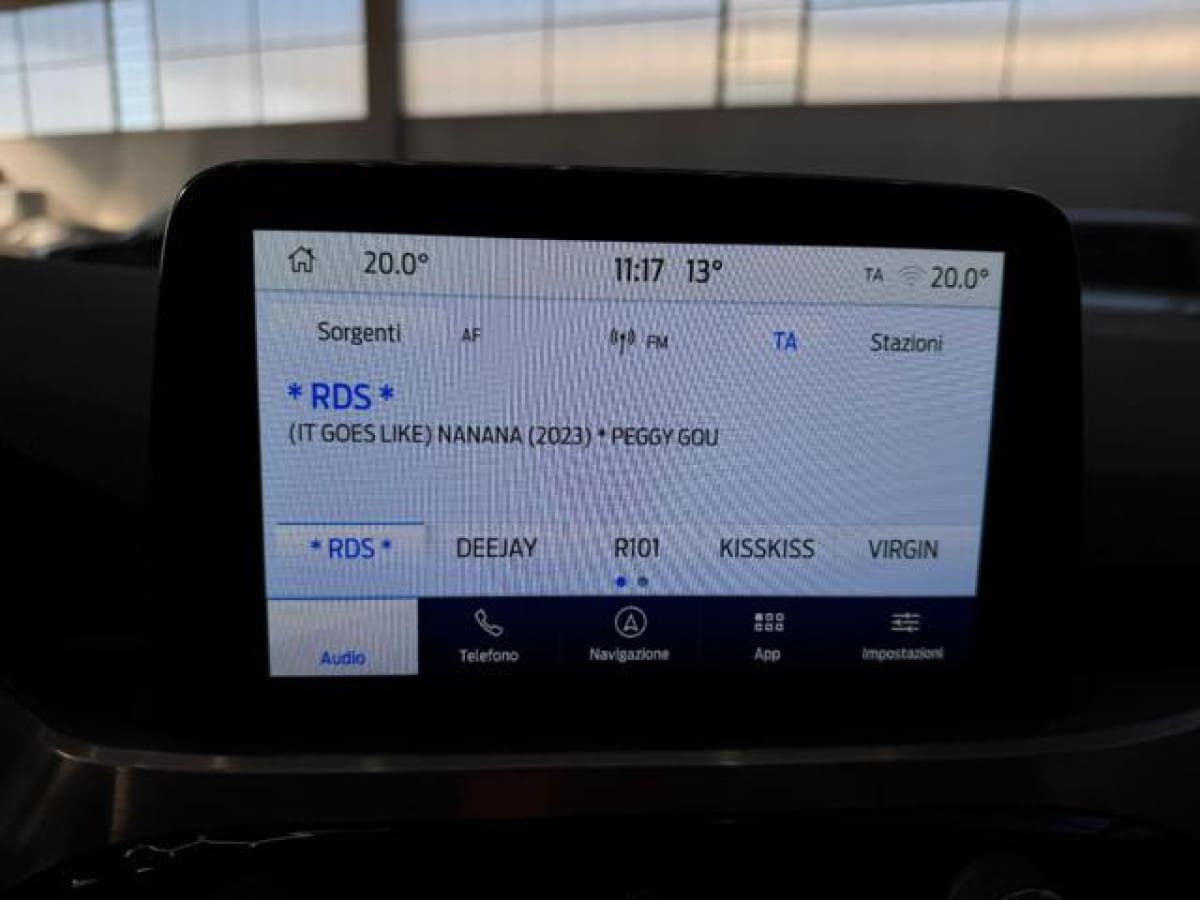 20.0° 11:17 13° TA 20.0°
Sorgenti AF FM TA Stazioni
* RDS *
(IT GOES LIKE) NANANA (2023) * PEGGY GOU
* RDS * DEEJAY R101 KISSKISS VIRGIN
Audio Telefono Navigazione App Impostazioni